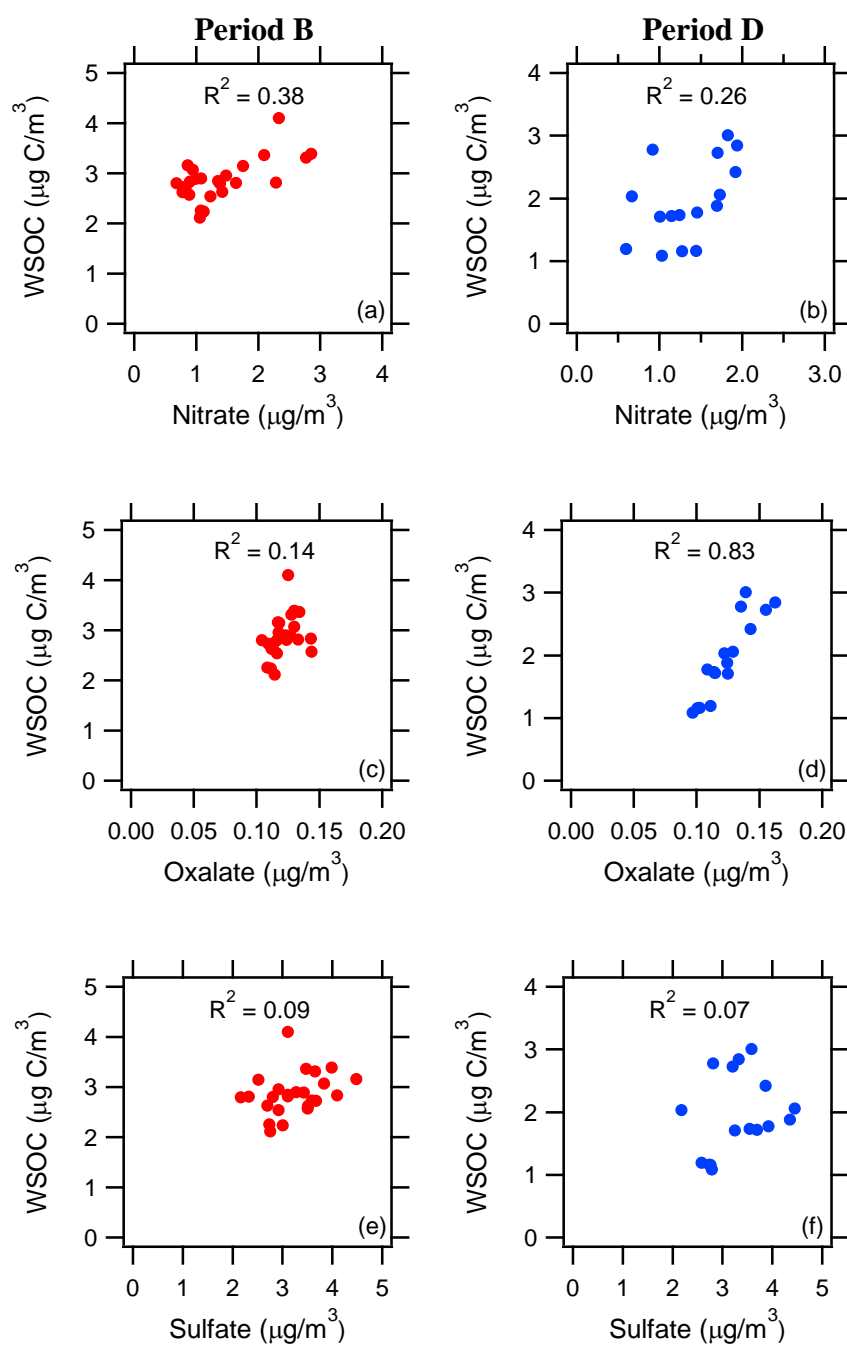 Period B
Period D
R² = 0.38
WSOC (μg C/m³)
5
4
3
2
1
0
(a)
0 1 2 3 4
Nitrate (μg/m³)
R² = 0.26
WSOC (μg C/m³)
4
3
2
1
0
(b)
0.0 1.0 2.0 3.0
Nitrate (μg/m³)
R² = 0.14
WSOC (μg C/m³)
5
4
3
2
1
0
(c)
0.00 0.05 0.10 0.15 0.20
Oxalate (μg/m³)
R² = 0.83
WSOC (μg C/m³)
4
3
2
1
0
(d)
0.00 0.10 0.20
Oxalate (μg/m³)
R² = 0.09
WSOC (μg C/m³)
5
4
3
2
1
0
(e)
0 1 2 3 4 5
Sulfate (μg/m³)
R² = 0.07
WSOC (μg C/m³)
4
3
2
1
0
(f)
0 1 2 3 4 5
Sulfate (μg/m³)